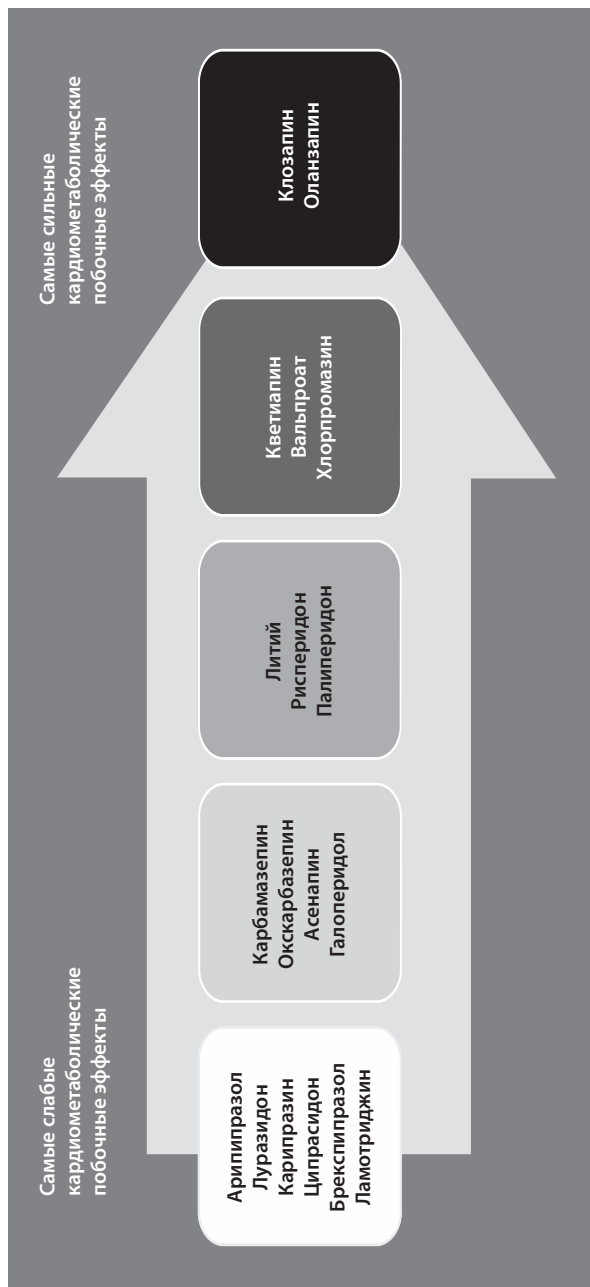 Самые слабые
кардиометаболические
побочные эффекты
Самые сильные
кардиометаболические
побочные эффекты
Арипипразол
Луразидон
Карипразин
Ципрасидон
Брекспипразол
Ламотриджин
Карбамазепин
Окскарбазепин
Асенапин
Галоперидол
Литий
Рисперидон
Палиперидон
Кветиапин
Вальпроат
Хлорпромазин
Клозапин
Оланзапин